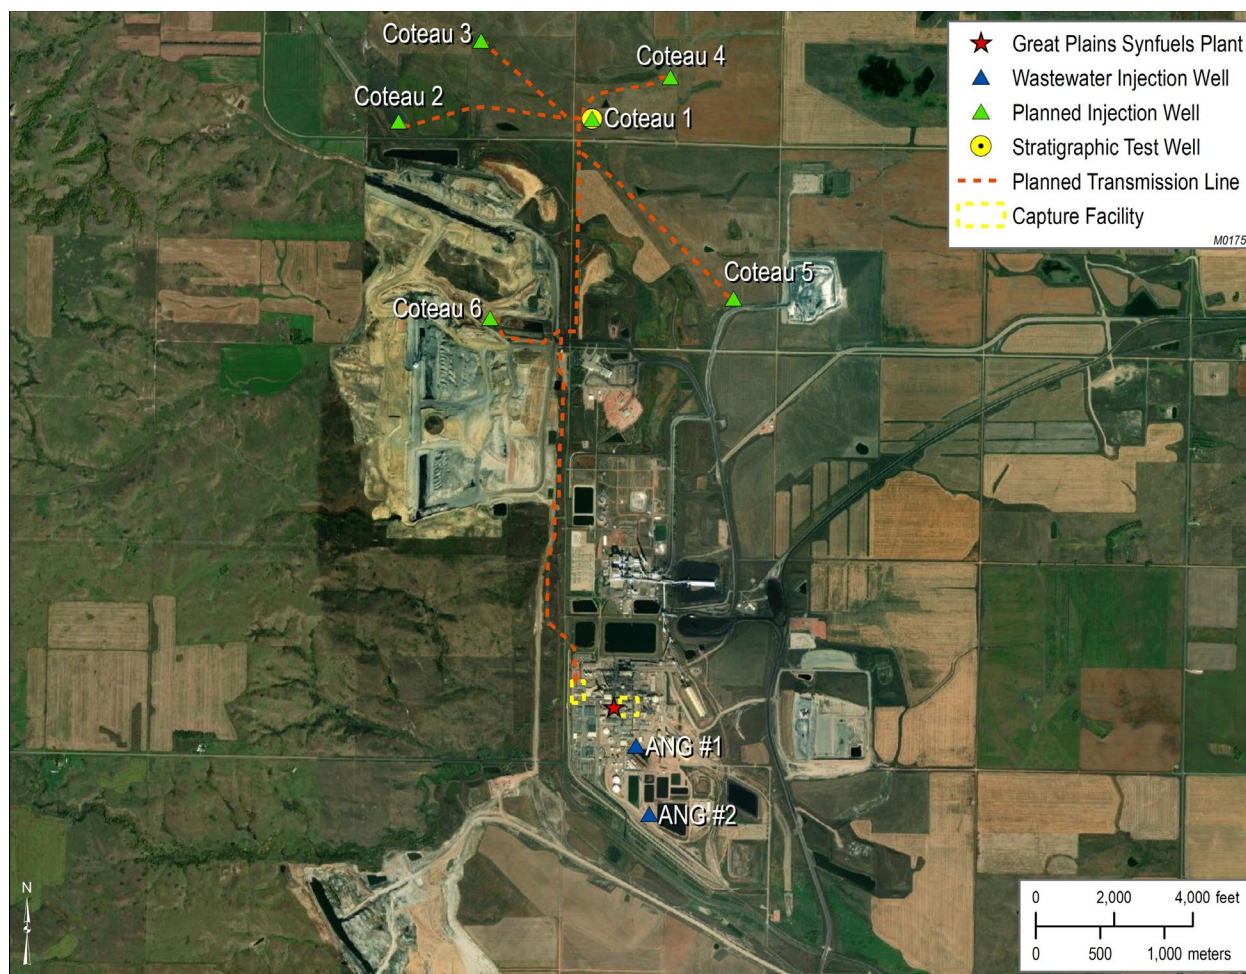 Coteau 3
Coteau 4
Coteau 2
Coteau 1
Coteau 5
Coteau 6
ANG #1
ANG #2
Great Plains Synfuels Plant
Wastewater Injection Well
Planned Injection Well
Stratigraphic Test Well
Planned Transmission Line
Capture Facility
M0175
N
0 2,000 4,000 feet
0 500 1,000 meters